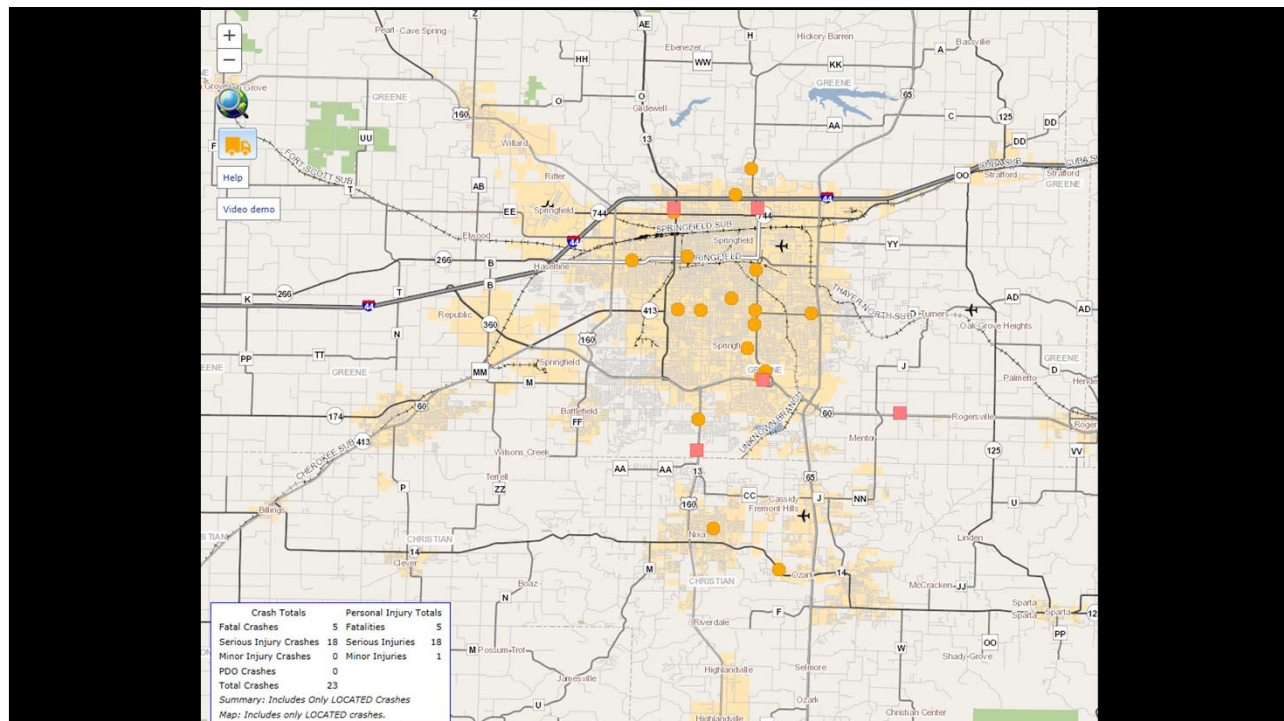 Z
AE
H
Pearl
Cave Spring
Ebenezer
Hickory Barren
Bassville
A
HH
WW
KK
Grove
GREENE
GREENE
65
160
O
O
Glidewell
13
C
125
DD
AA
DD
UU
Willard
Help
FORT SCOTT SUB
T
Ritter
AB
CUBA SUB
CUBA
Strafford
Strafford
OO
GREENE
Video demo
EE
Springfield
744
44
744
SPRINGFIELD SUB
Elwood
44
Springfield
YY
266
B
Haseltine
B
T
K
266
44
THAYER NORTH SUB
AD
Republic
413
D
Turners
AD
360
Oak Grove Heights
N
160
PP
TT
Springfield
J
GREENE
GREENE
MM
Springfield
M
GREENE
D
Palmetto
174
60
Battlefield
FF
UNKNOWN BRANCH
60
Rogersville
413
CHEROKEE SUB
Mentor
VV
Wilsons Creek
125
AA
AA
13
Terrell
65
P
ZZ
CC
Cassidy
J
NN
U
Billings
160
Fremont Hills
CHRISTIAN
Nixa
Linden
14
Clever
M
Ozark
14
CHRISTIAN
McCracken
JJ
Boaz
N
F
Sparta
Sparta
Riverdale
PP
OO
M
Possum Trot
W
Shady Grove
Highlandville
Selmore
Jamesville
U
Ozark
Highlandville
Christian Center
Crash Totals Personal Injury Totals
Fatal Crashes 5 Fatalities 5
Serious Injury Crashes 18 Serious Injuries 18
Minor Injury Crashes 0 Minor Injuries 1
PDO Crashes 0
Total Crashes 23
Summary: Includes Only LOCATED Crashes
Map: Includes only LOCATED crashes.